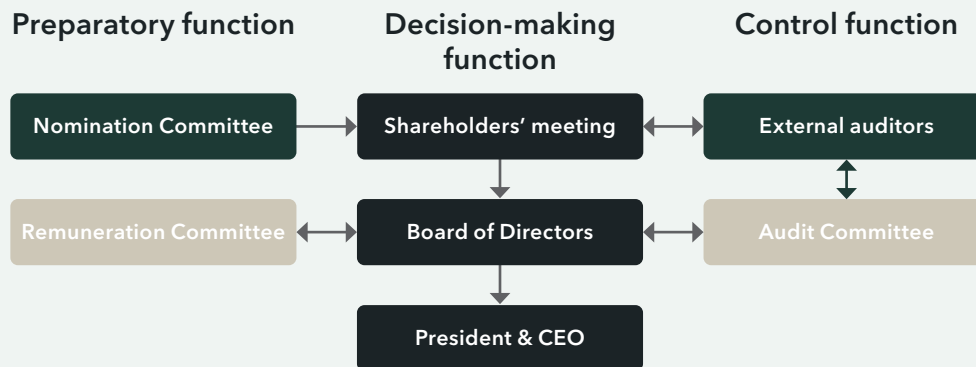 Preparatory function
Decision-making
function
Control function
Nomination Committee
Shareholders’ meeting
External auditors
Remuneration Committee
Board of Directors
Audit Committee
President & CEO